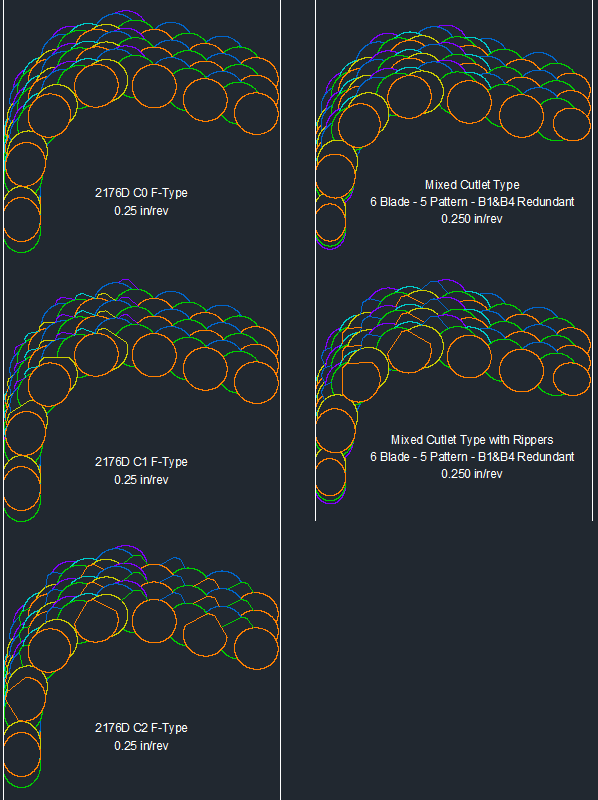 2176D C0 F-Type
0.25 in/rev
Mixed Cutlet Type
6 Blade - 5 Pattern - B1&B4 Redundant
0.250 in/rev
2176D C1 F-Type
0.25 in/rev
Mixed Cutlet Type with Rippers
6 Blade - 5 Pattern - B1&B4 Redundant
0.250 in/rev
2176D C2 F-Type
0.25 in/rev